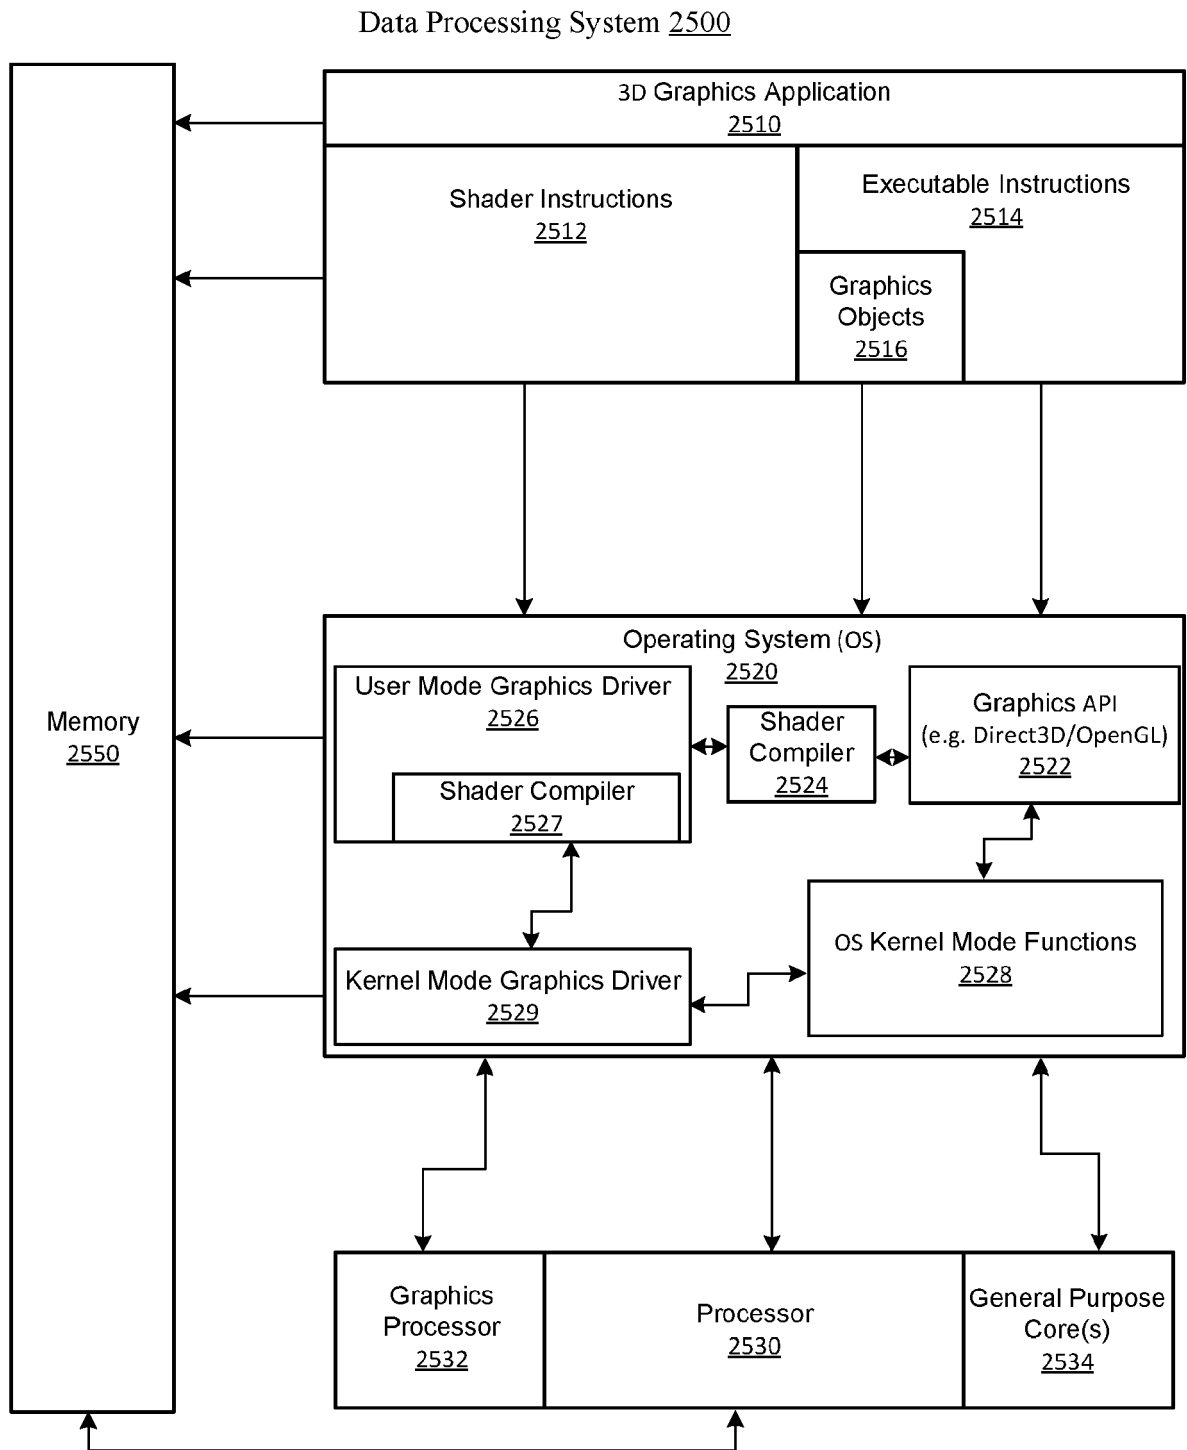 Data Processing System 2500
3D Graphics Application
2510
Shader Instructions
2512
Executable Instructions
2514
Graphics
Objects
2516
Memory
2550
Operating System (OS)
2520
User Mode Graphics Driver
2526
Shader Compiler
2527
Shader
Compiler
2524
Graphics API
(e.g. Direct3D/OpenGL)
2522
Kernel Mode Graphics Driver
2529
OS Kernel Mode Functions
2528
Graphics
Processor
2532
Processor
2530
General Purpose
Core(s)
2534